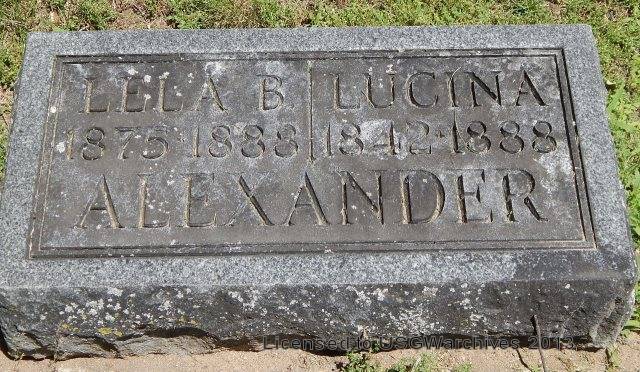 LELA B LUCINA
1875-1888 1842-1888
ALEXANDER
Licensed to USGWarchives 2013